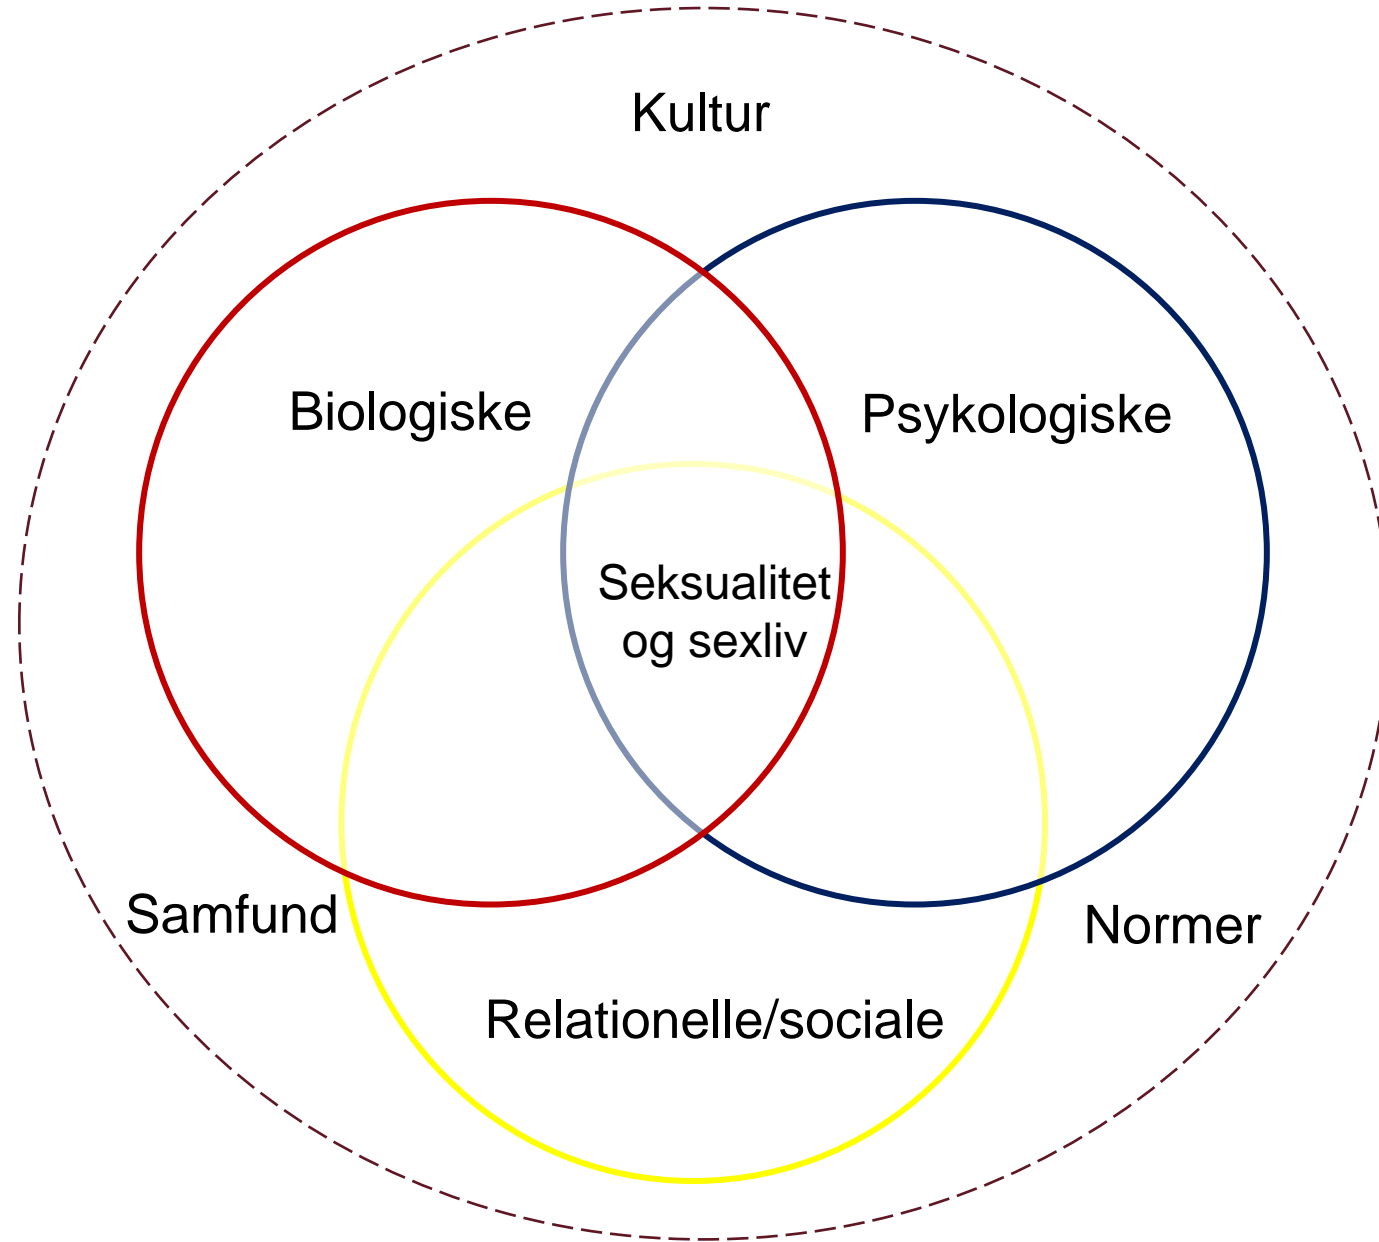 Kultur
Biologiske
Psykologiske
Seksualitet
og sexliv
Samfund
Normer
Relationelle/sociale